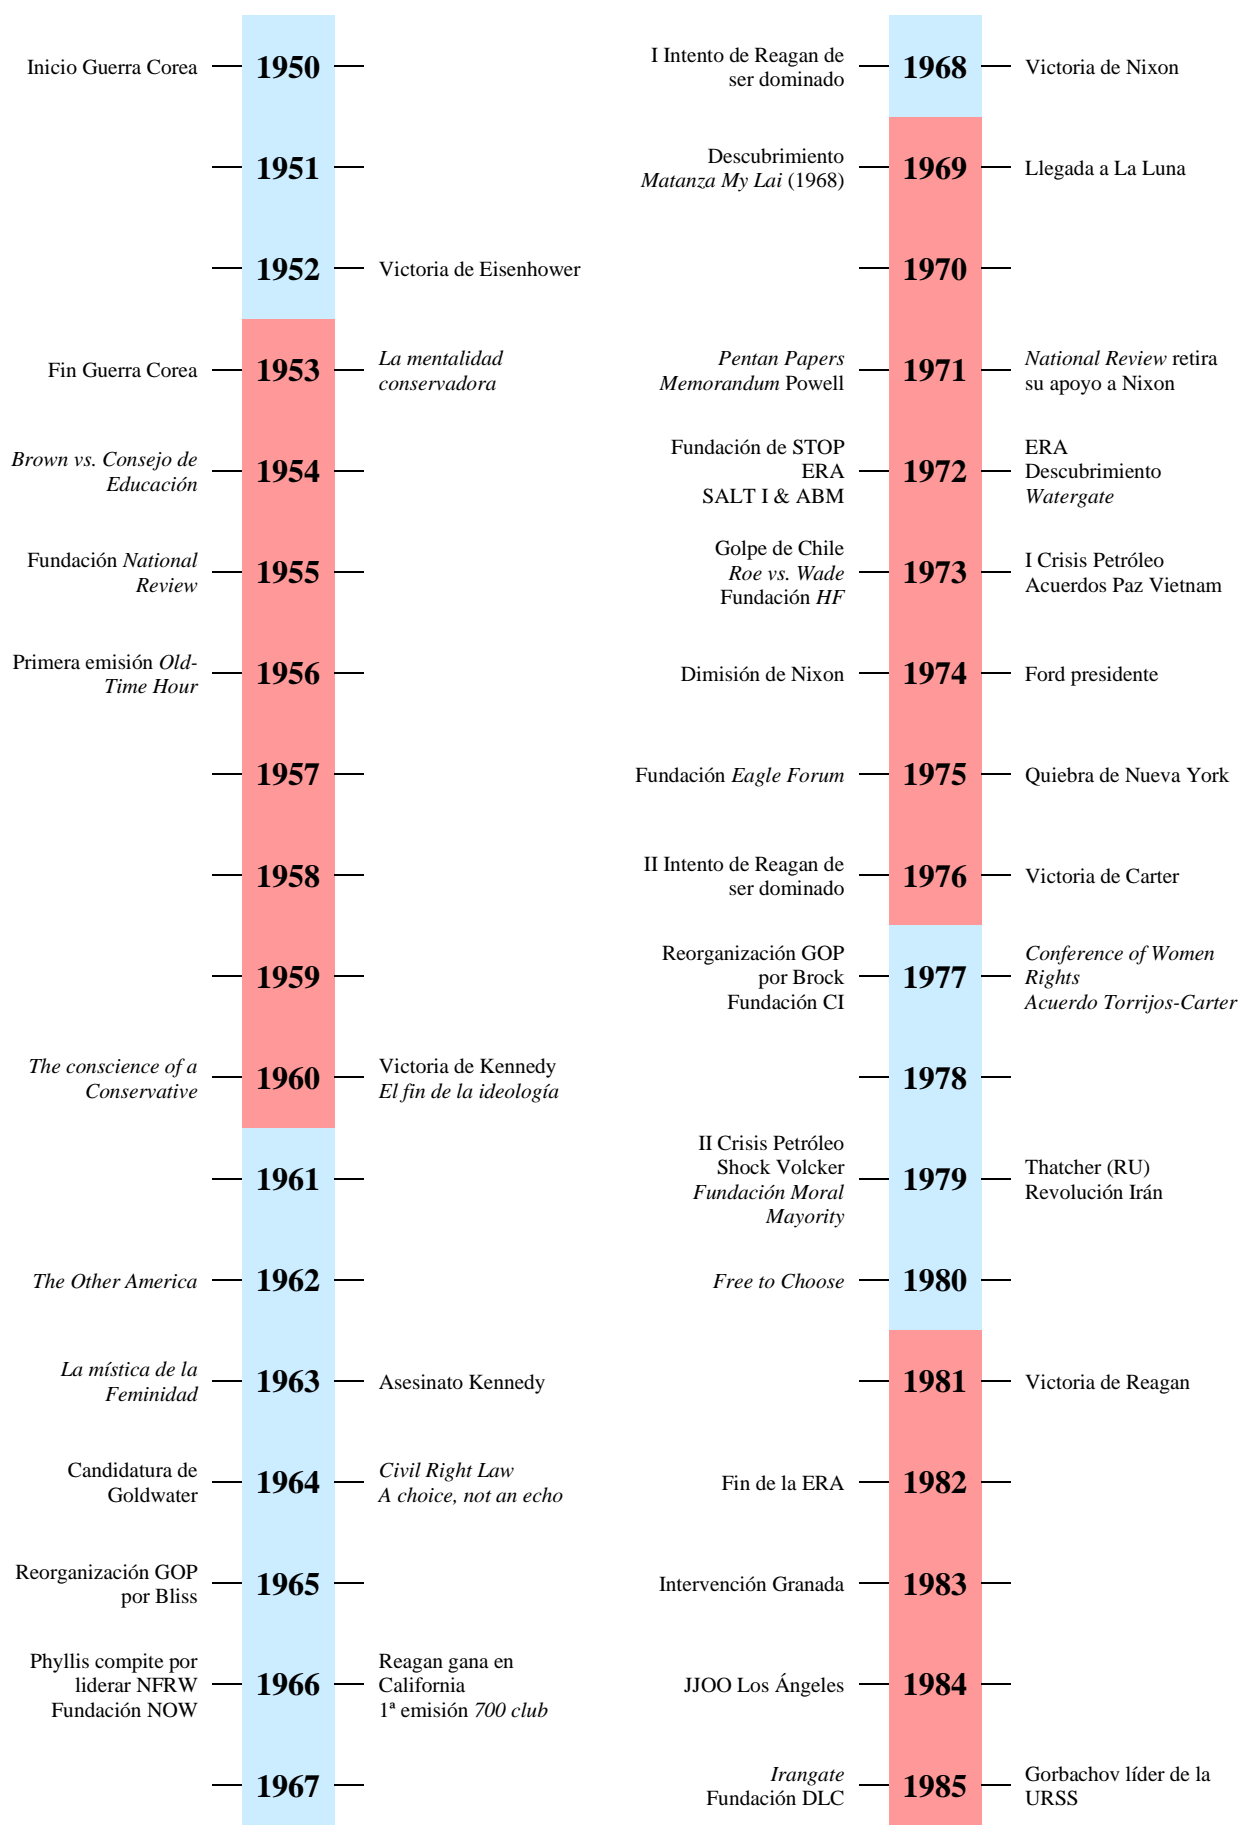 Inicio Guerra Corea
1950
1951
1952
Victoria de Eisenhower
Fin Guerra Corea
1953
La mentalidad
conservadora
Brown vs. Consejo de
Educación
1954
Fundación National
Review
1955
Primera emisión Old-
Time Hour
1956
1957
1958
1959
The conscience of a
Conservative
1960
Victoria de Kennedy
El fin de la ideología
1961
The Other America
1962
La mística de la
Feminidad
1963
Asesinato Kennedy
Candidatura de
Goldwater
1964
Civil Right Law
A choice, not an echo
Reorganización GOP
por Bliss
1965
Phyllis compite por
liderar NFRW
Fundación NOW
1966
Reagan gana en
California
1ª emisión 700 club
1967
I Intento de Reagan de
ser dominado
1968
Victoria de Nixon
Descubrimiento
Matanza My Lai (1968)
1969
Llegada a La Luna
1970
Pentan Papers
Memorandum Powell
1971
National Review retira
su apoyo a Nixon
Fundación de STOP
ERA
SALT I & ABM
1972
ERA
Descubrimiento
Watergate
Golpe de Chile
Roe vs. Wade
Fundación HF
1973
I Crisis Petróleo
Acuerdos Paz Vietnam
Dimisión de Nixon
1974
Ford presidente
Fundación Eagle Forum
1975
Quiebra de Nueva York
II Intento de Reagan de
ser dominado
1976
Victoria de Carter
Reorganización GOP
por Brock
Fundación CI
1977
Conference of Women
Rights
Acuerdo Torrijos-Carter
1978
II Crisis Petróleo
Shock Volcker
Fundación Moral
Mayority
1979
Thatcher (RU)
Revolución Irán
Free to Choose
1980
1981
Victoria de Reagan
Fin de la ERA
1982
Intervención Granada
1983
JJOO Los Ángeles
1984
Irangate
Fundación DLC
1985
Gorbachov líder de la
URSS